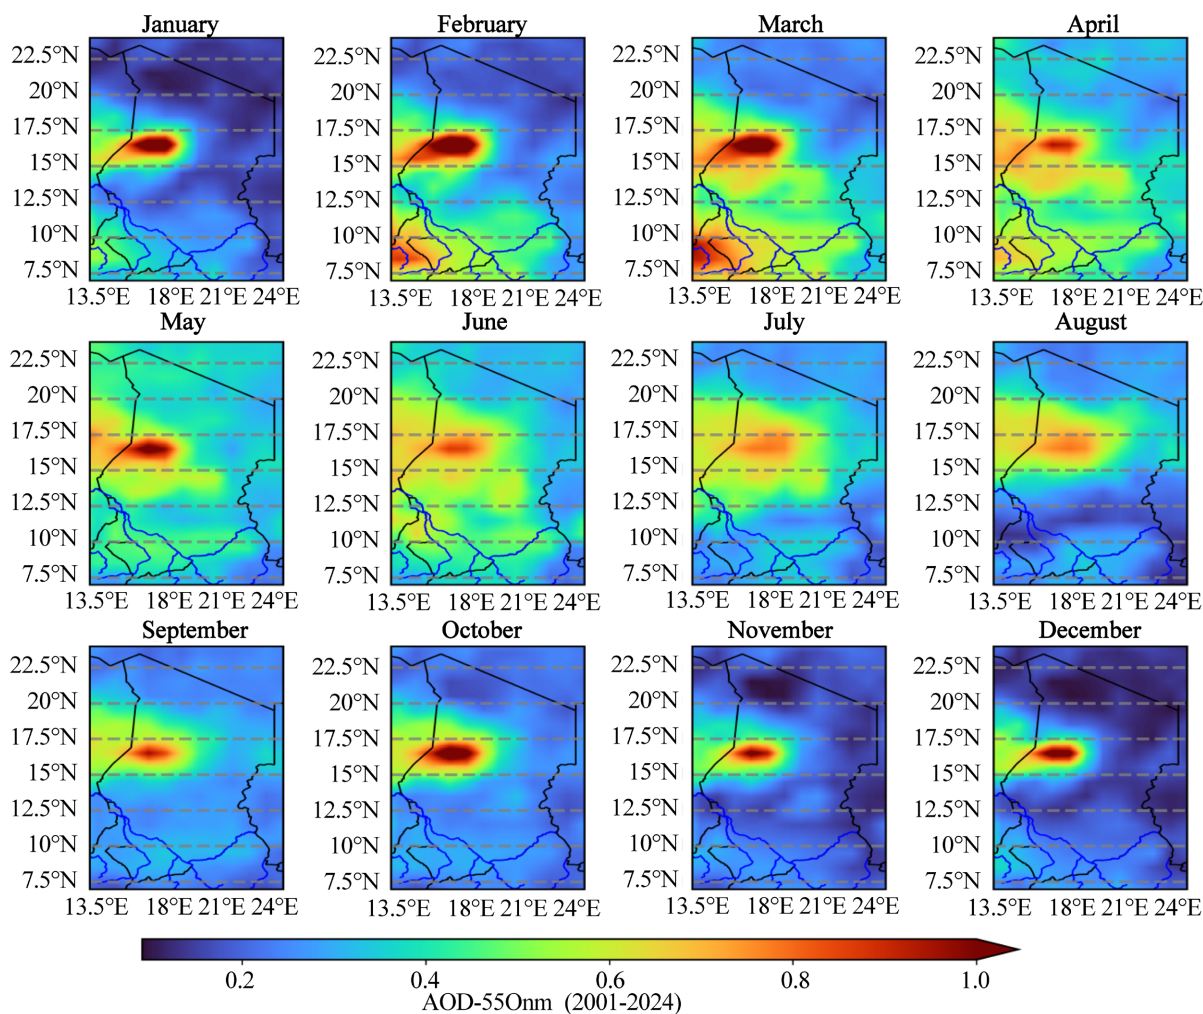 January February March April
22.5°N 22.5°N 22.5°N 22.5°N
20°N 20°N 20°N 20°N
17.5°N 17.5°N 17.5°N 17.5°N
15°N 15°N 15°N 15°N
12.5°N 12.5°N 12.5°N 12.5°N
10°N 10°N 10°N 10°N
7.5°N 7.5°N 7.5°N 7.5°N
13.5°E 18°E 21°E 24°E 13.5°E 18°E 21°E 24°E 13.5°E 18°E 21°E 24°E 13.5°E 18°E 21°E 24°E
May June July August
22.5°N 22.5°N 22.5°N 22.5°N
20°N 20°N 20°N 20°N
17.5°N 17.5°N 17.5°N 17.5°N
15°N 15°N 15°N 15°N
12.5°N 12.5°N 12.5°N 12.5°N
10°N 10°N 10°N 10°N
7.5°N 7.5°N 7.5°N 7.5°N
13.5°E 18°E 21°E 24°E 13.5°E 18°E 21°E 24°E 13.5°E 18°E 21°E 24°E 13.5°E 18°E 21°E 24°E
September October November December
22.5°N 22.5°N 22.5°N 22.5°N
20°N 20°N 20°N 20°N
17.5°N 17.5°N 17.5°N 17.5°N
15°N 15°N 15°N 15°N
12.5°N 12.5°N 12.5°N 12.5°N
10°N 10°N 10°N 10°N
7.5°N 7.5°N 7.5°N 7.5°N
13.5°E 18°E 21°E 24°E 13.5°E 18°E 21°E 24°E 13.5°E 18°E 21°E 24°E 13.5°E 18°E 21°E 24°E
0.2 0.4 0.6 0.8 1.0
AOD-55Onm (2001-2024)